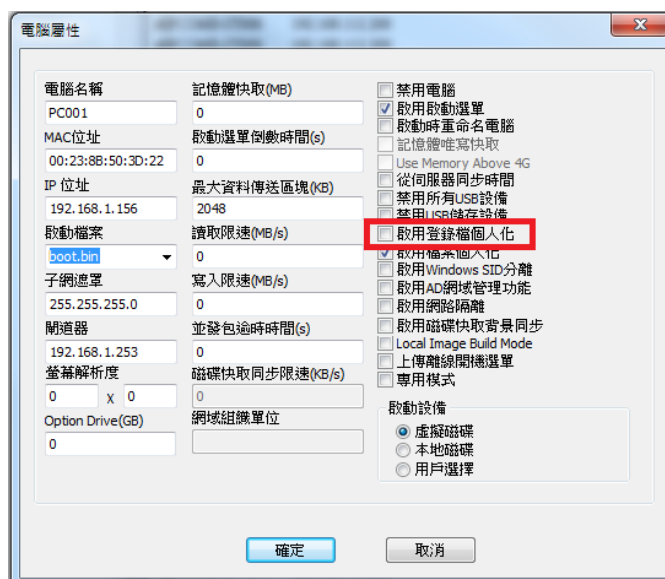 電腦屬性
電腦名稱
PC001
MAC位址
00:23:8B:50:3D:22
IP 位址
192.168.1.156
啟動檔案
boot.bin
子網遮罩
255.255.255.0
閘道器
192.168.1.253
螢幕解析度
0 X 0
Option Drive(GB)
0
記憶體快取(MB)
0
啟動選單倒數時間(s)
0
最大資料傳送區塊(KB)
2048
讀取限速(MB/s)
0
寫入限速(MB/s)
0
並發包逾時時間(s)
0
磁碟快取同步限速(KB/s)
0
網域組織單位
禁用電腦
啟用啟動選單
啟動時重命名電腦
記憶體唯寫快取
Use Memory Above 4G
從伺服器同步時間
禁用所有USB設備
禁用USB儲存設備
啟用登錄檔個人化
啟用檔案個人化
啟用Windows SID分離
啟用AD網域管理功能
啟用網路隔離
啟用磁碟快取背景同步
Local Image Build Mode
上傳離線開機選單
專用模式
啟動設備
虛擬磁碟
本地磁碟
用戶選擇
確定
取消